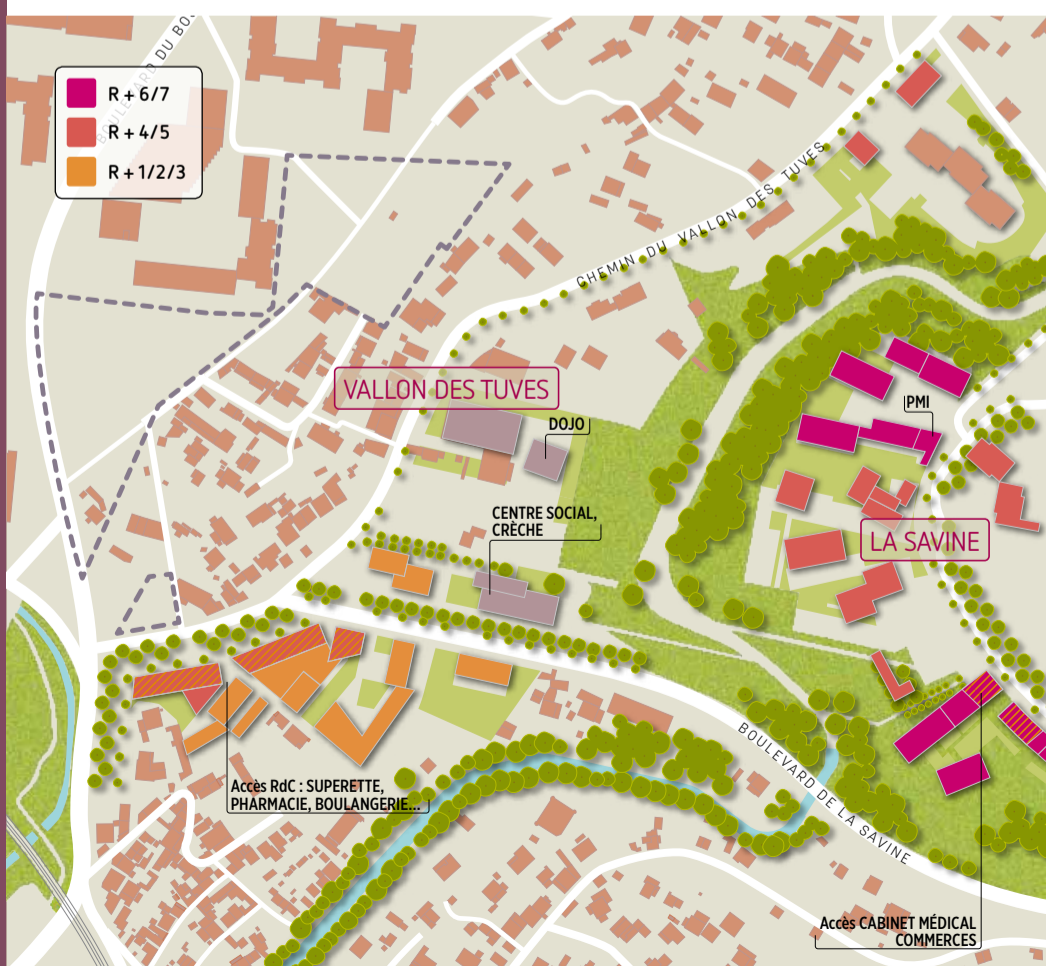 BOULEVARD DU BOU
R + 6/7
R + 4/5
R + 1/2/3
CHEMIN DU VALLON DES TUVES
VALLON DES TUVES
DOJO
PMI
CENTRE SOCIAL,
CRÈCHE
LA SAVINE
BOULEVARD DE LA SAVINE
Accès RdC : SUPERETTE,
PHARMACIE, BOULANGERIE...
Accès CABINET MÉDICAL
COMMERCES